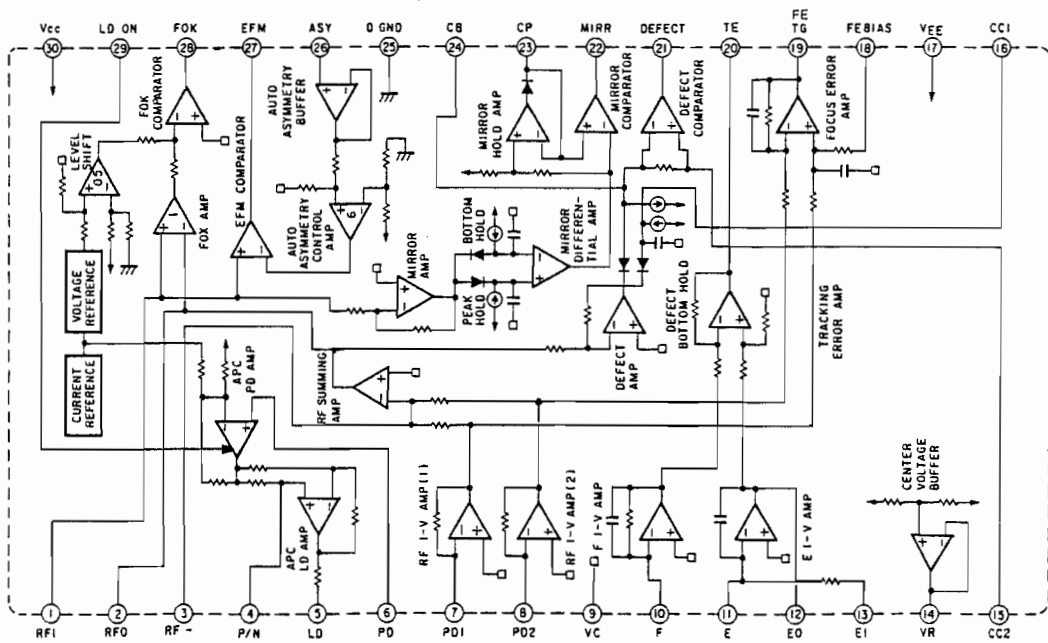 Vcc LD ON FOK EFM ASY D GND CB CP MIRR DEFECT TE FE TG FEBIAS VEE CC1
30 29 28 27 26 25 24 23 22 21 20 19 18 17 16
FOK COMPARATOR
LEVEL SHIFT
05
FOX AMP
1
EFM COMPARATOR
AUTO ASYMMETRY BUFFER
AUTO ASYMMETRY CONTROL AMP
6
MIRROR HOLD AMP
MIRROR COMPARATOR
DEFECT COMPARATOR
FOCUS ERROR AMP
MIRROR AMP
BOTTOM HOLD
PEAK HOLD
MIRROR DIFFEREN-TIAL AMP
DEFECT AMP
DEFECT BOTTOM HOLD
TRACKING ERROR AMP
VOLTAGE REFERENCE
CURRENT REFERENCE
APC PD AMP
RF SUMMING AMP
APC LD AMP
RF I-V AMP(1)
RF I-V AMP(2)
F I-V AMP
E I-V AMP
CENTER VOLTAGE BUFFER
1 2 3 4 5 6 7 8 9 10 11 12 13 14 15
RFI RFO RF- P/N LD PD PD1 PD2 VC F E EO EI VR CC2